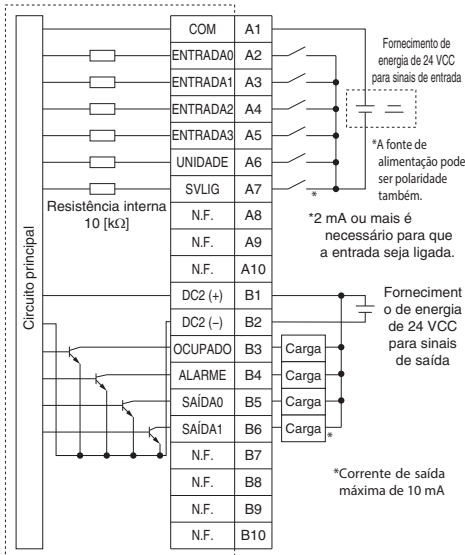 COM A1
ENTRADA0 A2
ENTRADA1 A3
ENTRADA2 A4
ENTRADA3 A5
UNIDADE A6
SVLIG A7
N.F. A8
N.F. A9
N.F. A10
DC2 (+) B1
DC2 (−) B2
OCUPADO B3 Carga
ALARME B4 Carga
SAÍDA0 B5 Carga
SAÍDA1 B6 Carga *
N.F. B7
N.F. B8
N.F. B9
N.F. B10
Circuito principal
Resistência interna
10 [kΩ]
Fornecimento de
energia de 24 VCC
para sinais de entrada
*A fonte de
alimentação pode
ser polaridade
também.
*
*2 mA ou mais é
necessário para que
a entrada seja ligada.
Forneciment
o de energia
de 24 VCC
para sinais
de saída
*Corrente de saída
máxima de 10 mA